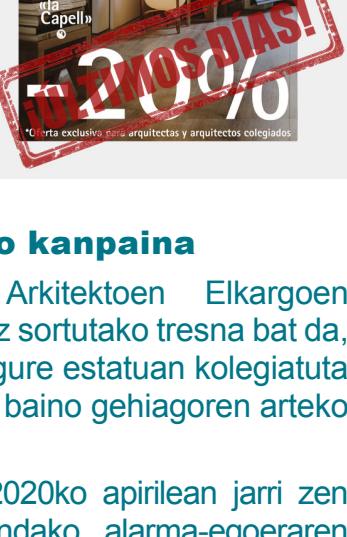 «da
Capell»
¡ÚLTIMOS DÍAS!
-20%
*Oferta exclusiva para arquitectas y arquitectos colegiados
o kanpaina
Arkitektoen Elkargoen
z sortutako tresna bat da,
gure estatuan kolegiatuta
baino gehiagoren arteko
2020ko apirilean jarri zen
ndako alarma-egoeraren